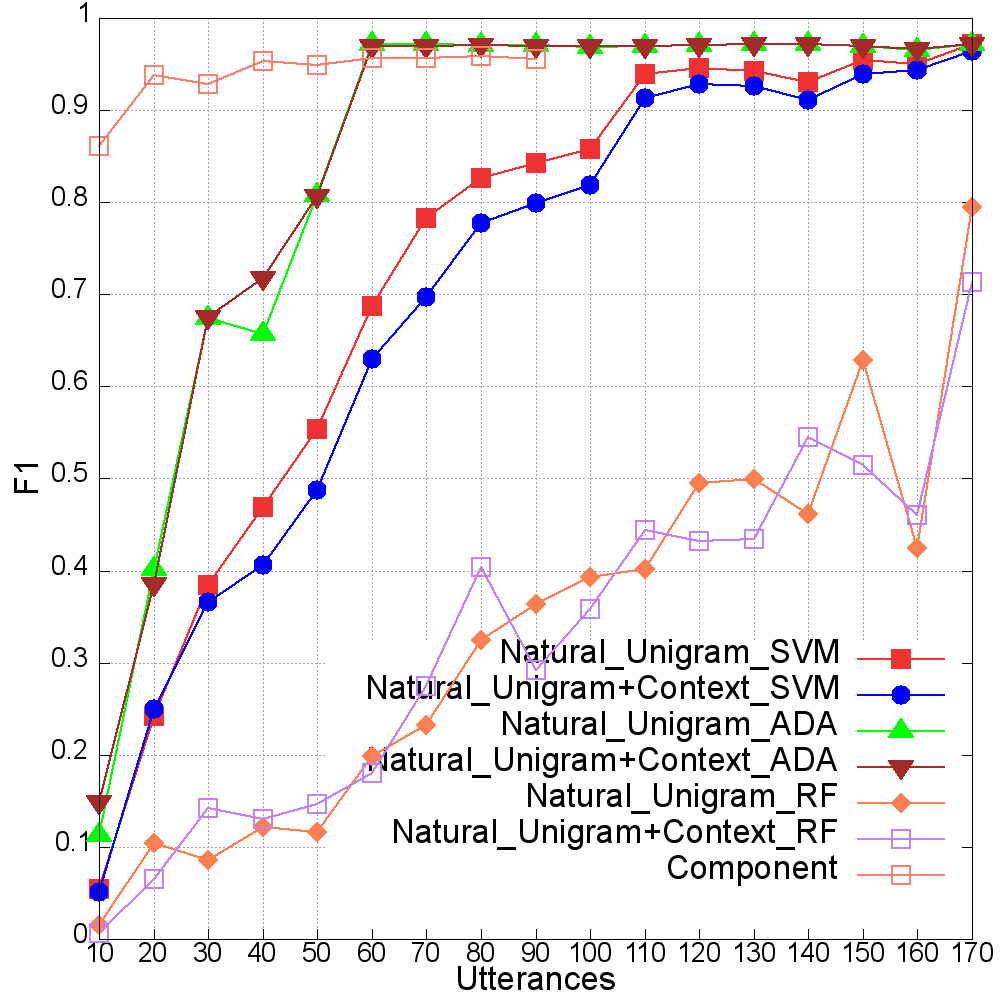 1
0.9
0.8
0.7
0.6
0.5
0.4
0.3
0.2
0.1
0
F1
Natural_Unigram_SVM
Natural_Unigram+Context_SVM
Natural_Unigram_ADA
Natural_Unigram+Context_ADA
Natural_Unigram_RF
Natural_Unigram+Context_RF
Component
10 20 30 40 50 60 70 80 90 100 110 120 130 140 150 160 170
Utterances